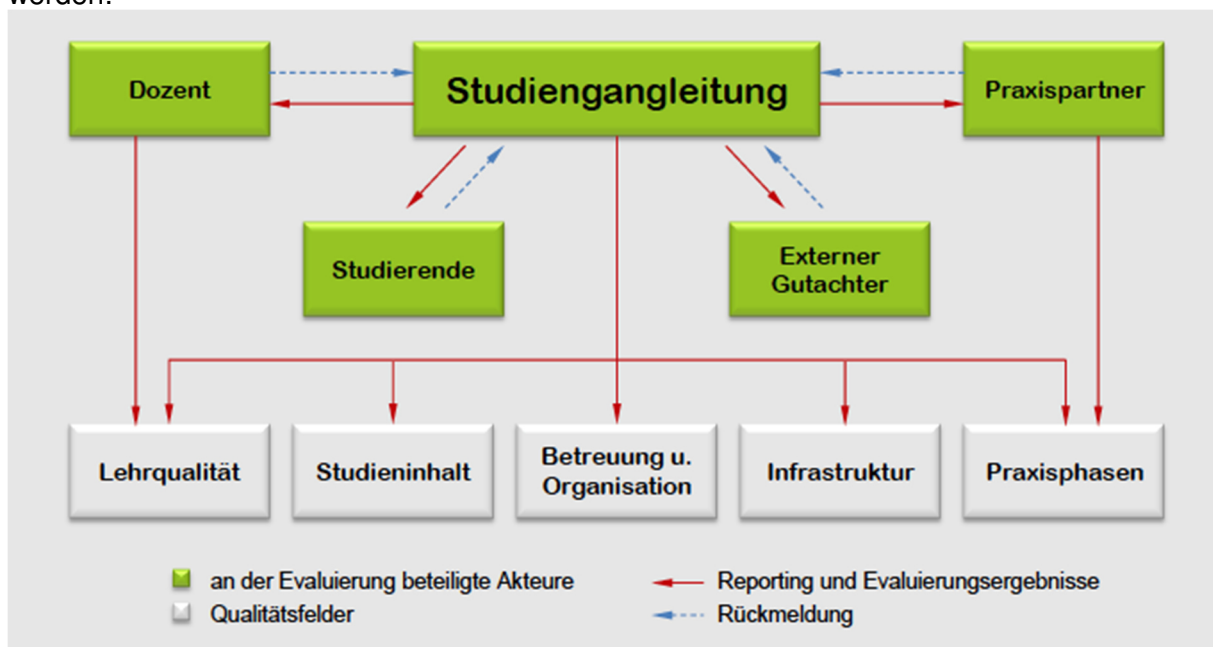 werden:
Dozent
Studiengangleitung
Praxispartner
Studierende
Externer
Gutachter
Lehrqualität
Studieninhalt
Betreuung u.
Organisation
Infrastruktur
Praxisphasen
an der Evaluierung beteiligte Akteure
Reporting und Evaluierungsergebnisse
Qualitätsfelder
Rückmeldung